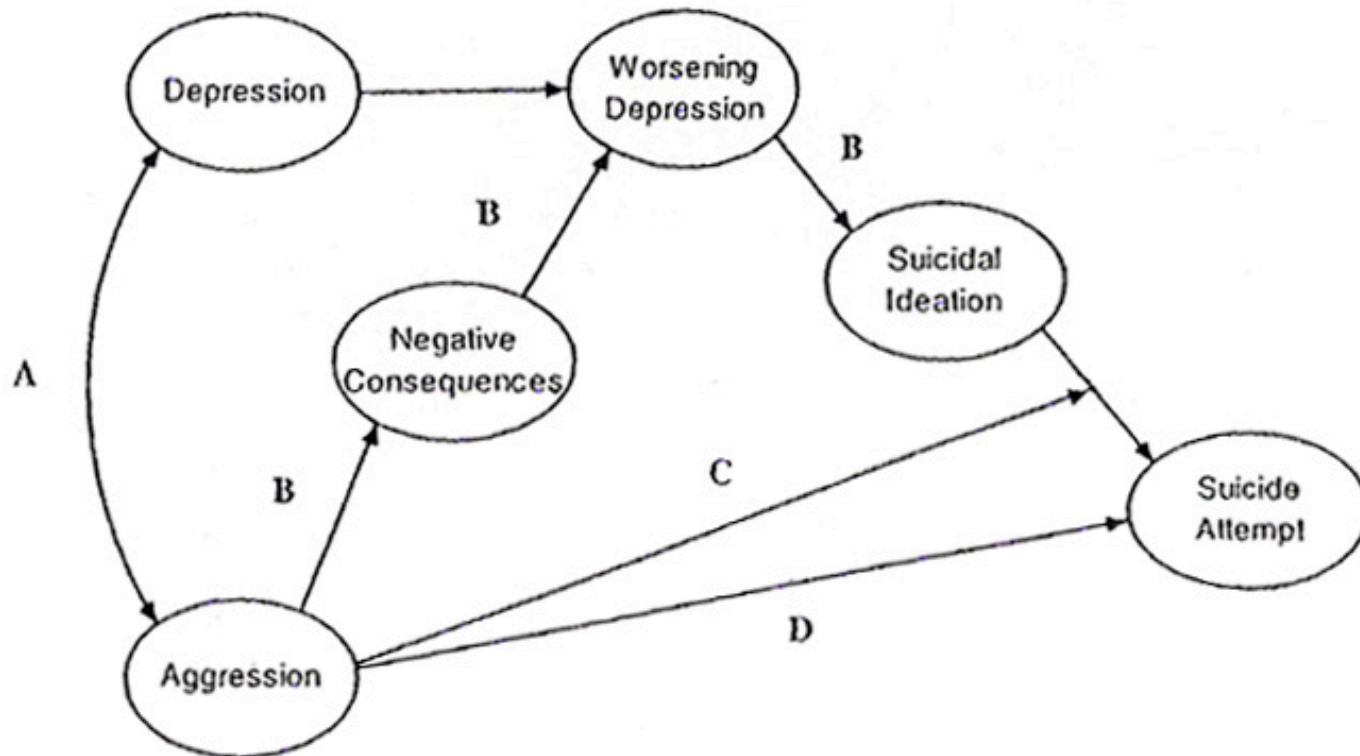 Depression
Worsening
Depression
B
B
Suicidal
Ideation
Negative
Consequences
A
C
B
Suicide
Attempt
D
Aggression